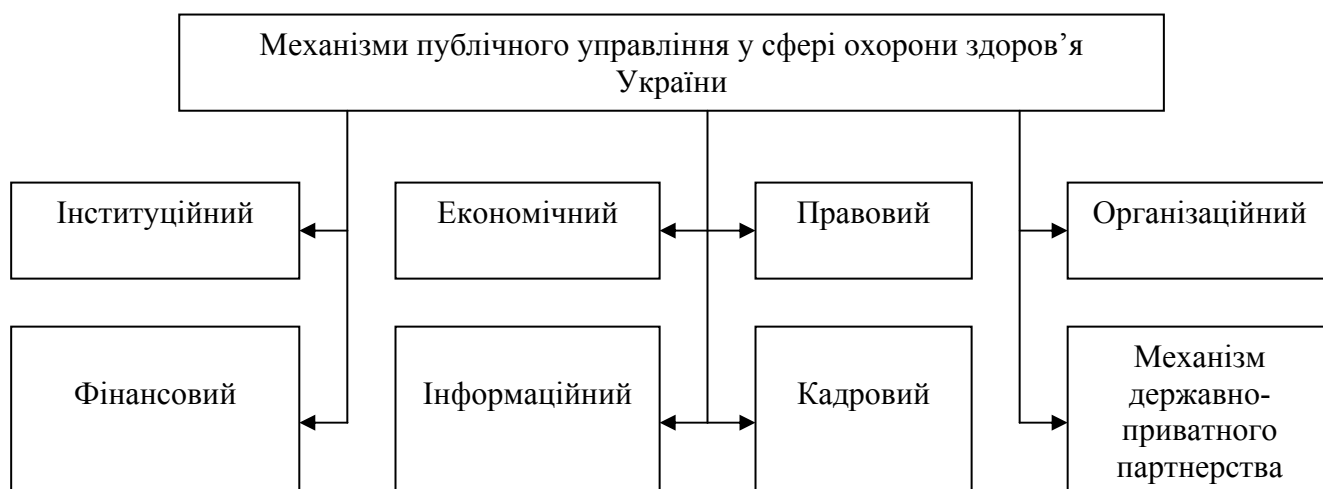 Механізми публічного управління у сфері охорони здоров’я
України
Інституційний
Економічний
Правовий
Організаційний
Фінансовий
Інформаційний
Кадровий
Механізм
державно-
приватного
партнерства